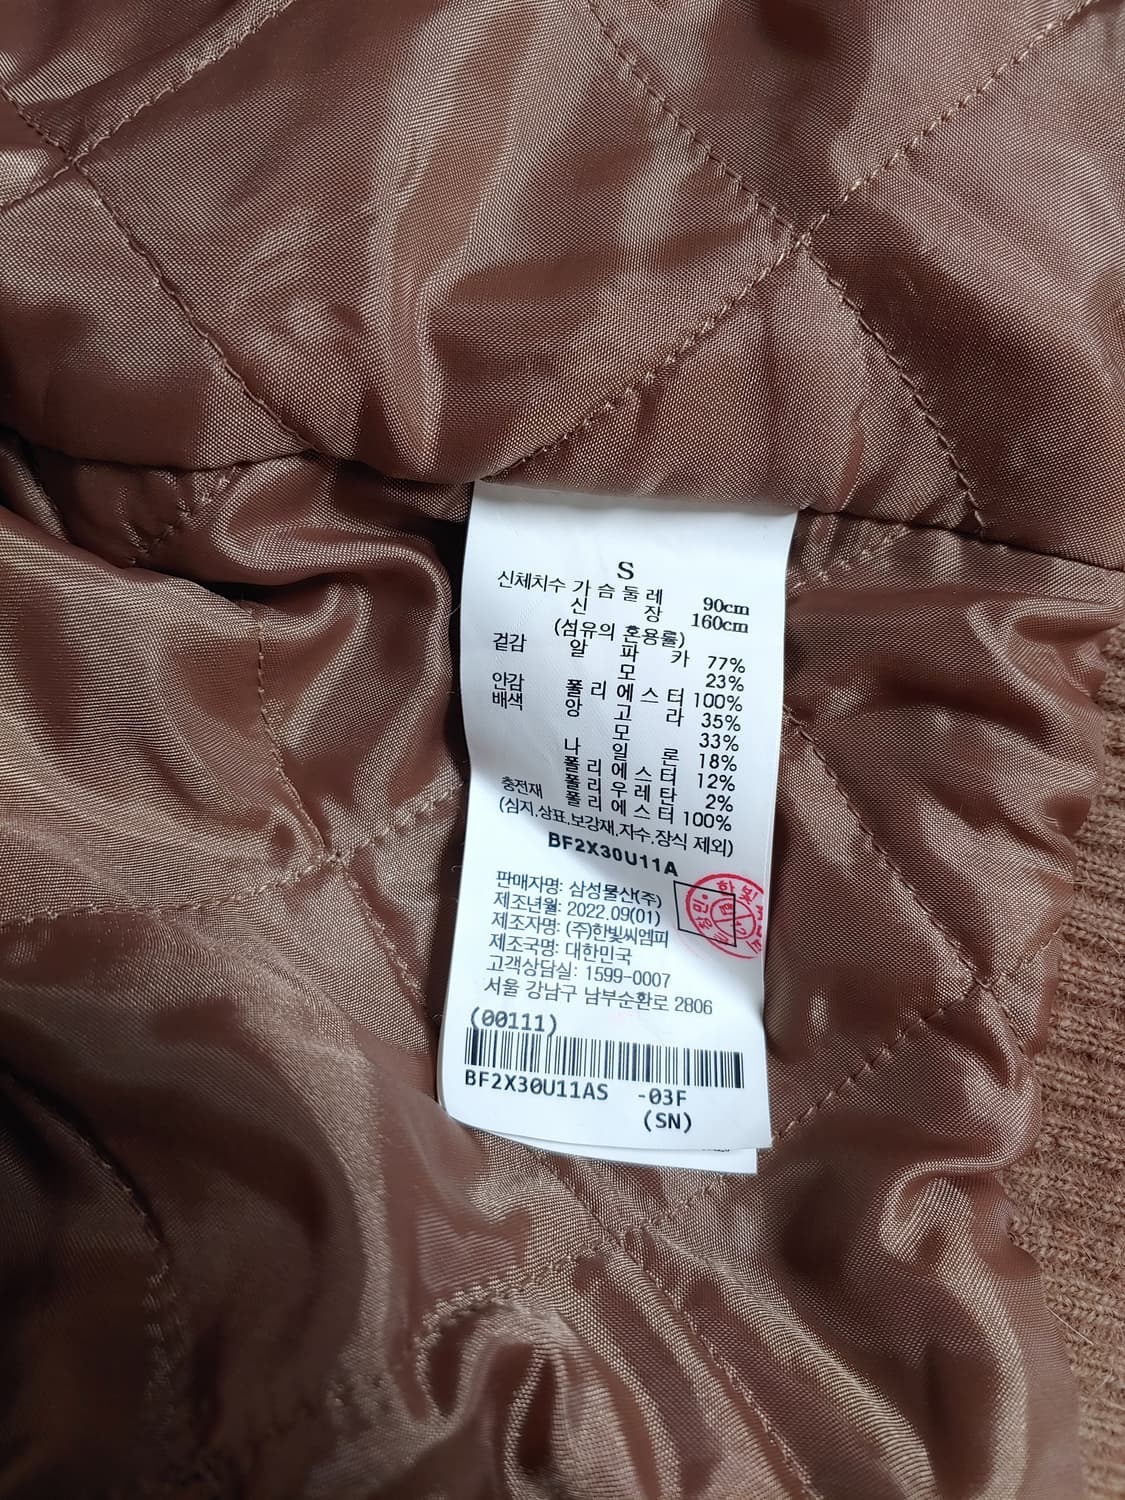 S
신체치수 가슴둘레 90cm
신장 160cm
(섬유의 혼용률)
겉감 알파카 77%
모 23%
안감 폴리에스터 100%
배색 앙고라 35%
모 33%
나일론 18%
폴리에스터 12%
폴리우레탄 2%
충전재 폴리에스터 100%
(심지,상표,보강재,자수,장식 제외)
BF2X30U11A
판매자명: 삼성물산(주)
제조년월: 2022.09(01)
제조자명: (주)한빛씨엠피
제조국명: 대한민국
고객상담실: 1599-0007
서울 강남구 남부순환로 2806
(00111)
BF2X30U11AS -03F
(SN)